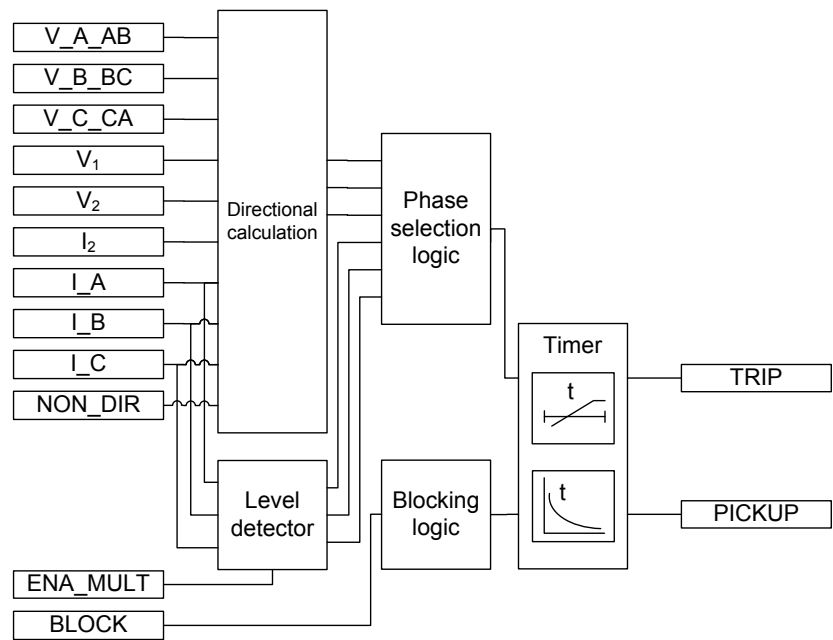 V_A_AB
V_B_BC
V_C_CA
V₁
V₂
I₂
I_A
I_B
I_C
NON_DIR
ENA_MULT
BLOCK
Directional
calculation
Level
detector
Phase
selection
logic
Blocking
logic
Timer
t
t
TRIP
PICKUP